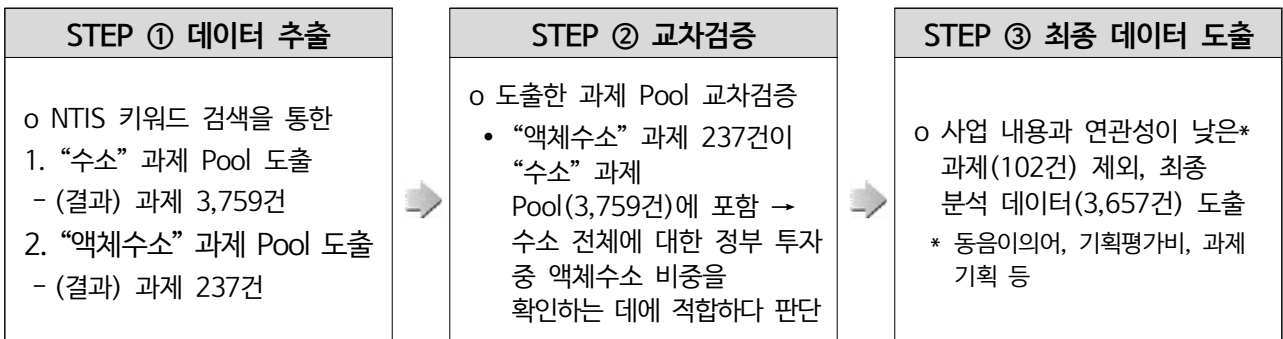 STEP ① 데이터 추출
o NTIS 키워드 검색을 통한
1. “수소” 과제 Pool 도출
- (결과) 과제 3,759건
2. “액체수소” 과제 Pool 도출
- (결과) 과제 237건
STEP ② 교차검증
o 도출한 과제 Pool 교차검증
• “액체수소” 과제 237건이
“수소” 과제
Pool(3,759건)에 포함 →
수소 전체에 대한 정부 투자
중 액체수소 비중을
확인하는 데에 적합하다 판단
STEP ③ 최종 데이터 도출
o 사업 내용과 연관성이 낮은*
과제(102건) 제외, 최종
분석 데이터(3,657건) 도출
* 동음이의어, 기획평가비, 과제
기획 등